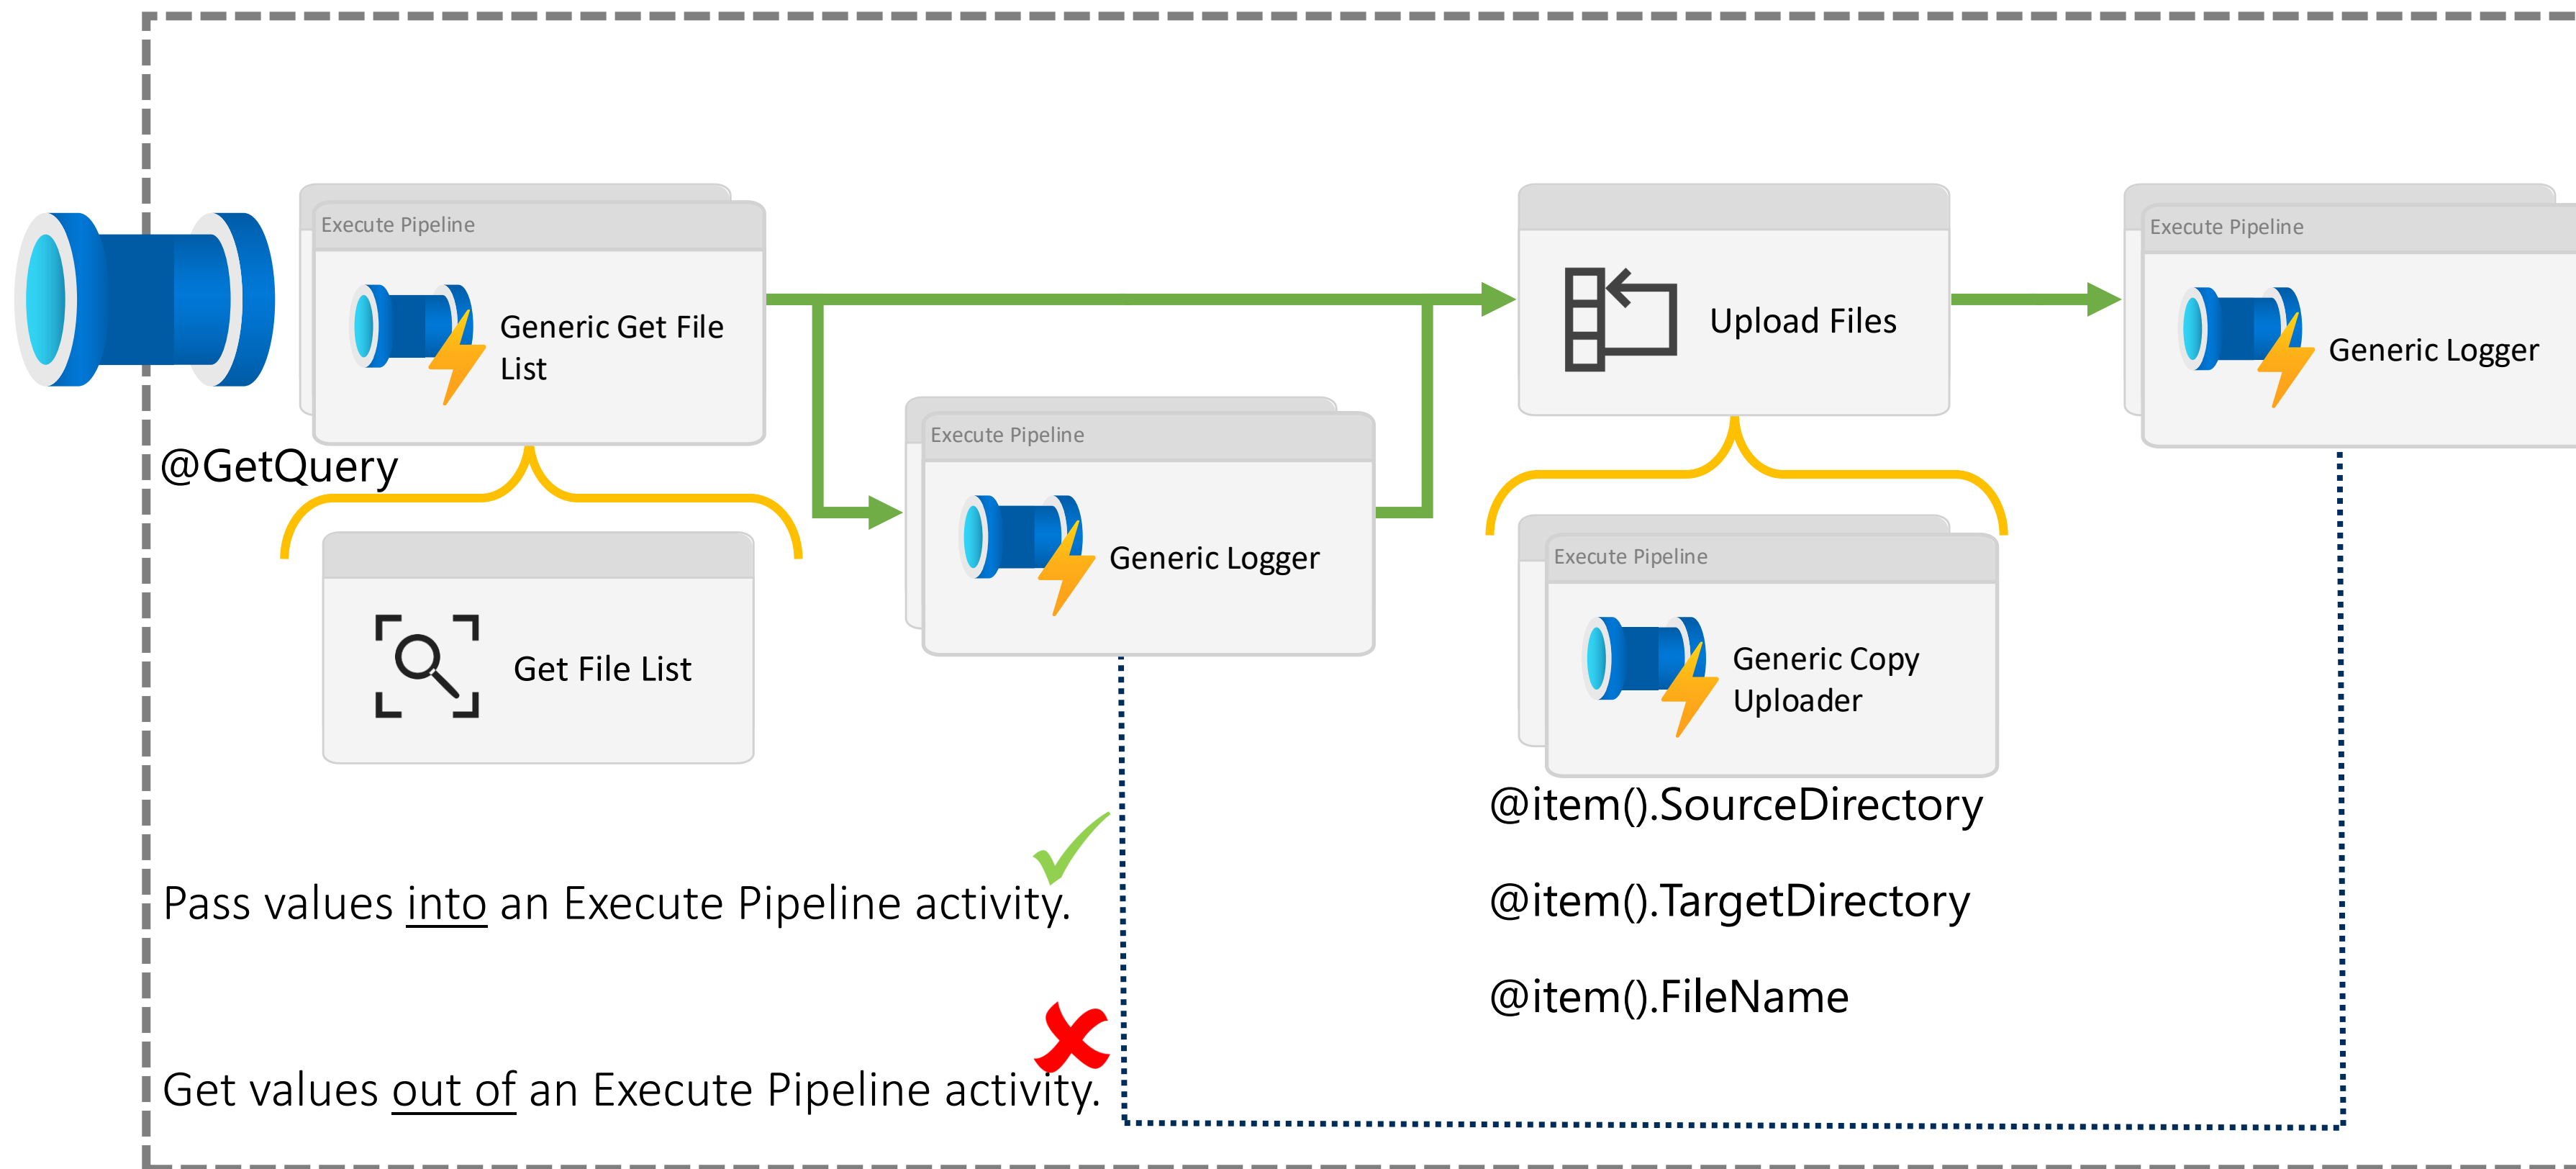 Execute Pipeline
Generic Get File
List
@GetQuery
Get File List
Execute Pipeline
Generic Logger
Upload Files
Execute Pipeline
Generic Copy
Uploader
@item().SourceDirectory
@item().TargetDirectory
@item().FileName
Execute Pipeline
Generic Logger
Pass values into an Execute Pipeline activity.
Get values out of an Execute Pipeline activity.